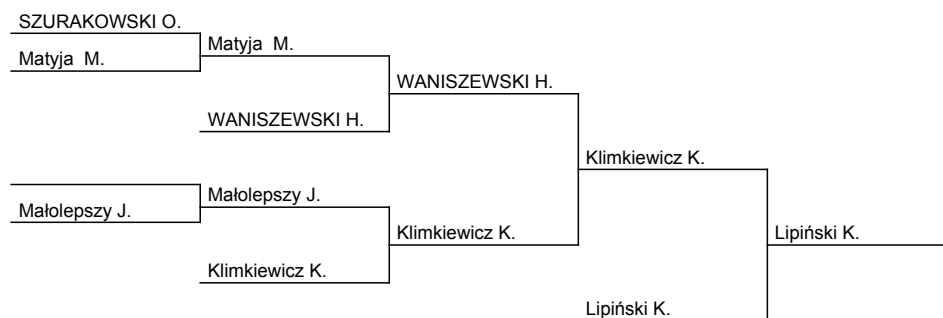 SZURAKOWSKI O.
Matyja M.
Matyja M.
WANISZEWSKI H.
WANISZEWSKI H.
Klimkiewicz K.
Małolepszy J.
Małolepszy J.
Klimkiewicz K.
Lipiński K.
Klimkiewicz K.
Lipiński K.